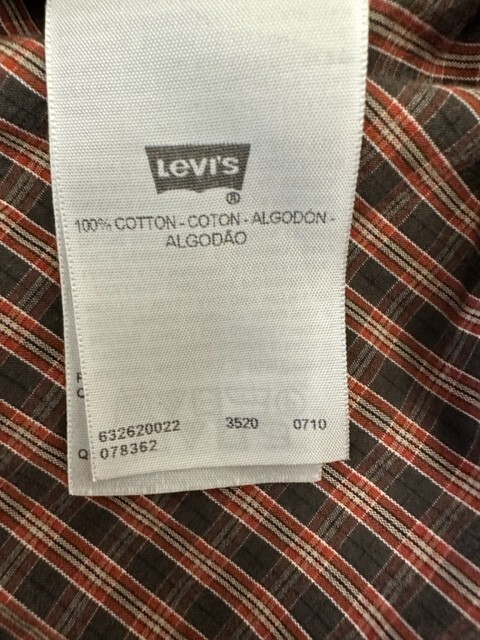 Levi's
®
100% COTTON - COTON - ALGODÓN -
ALGODÃO
632620022 3520 0710
Q 078362